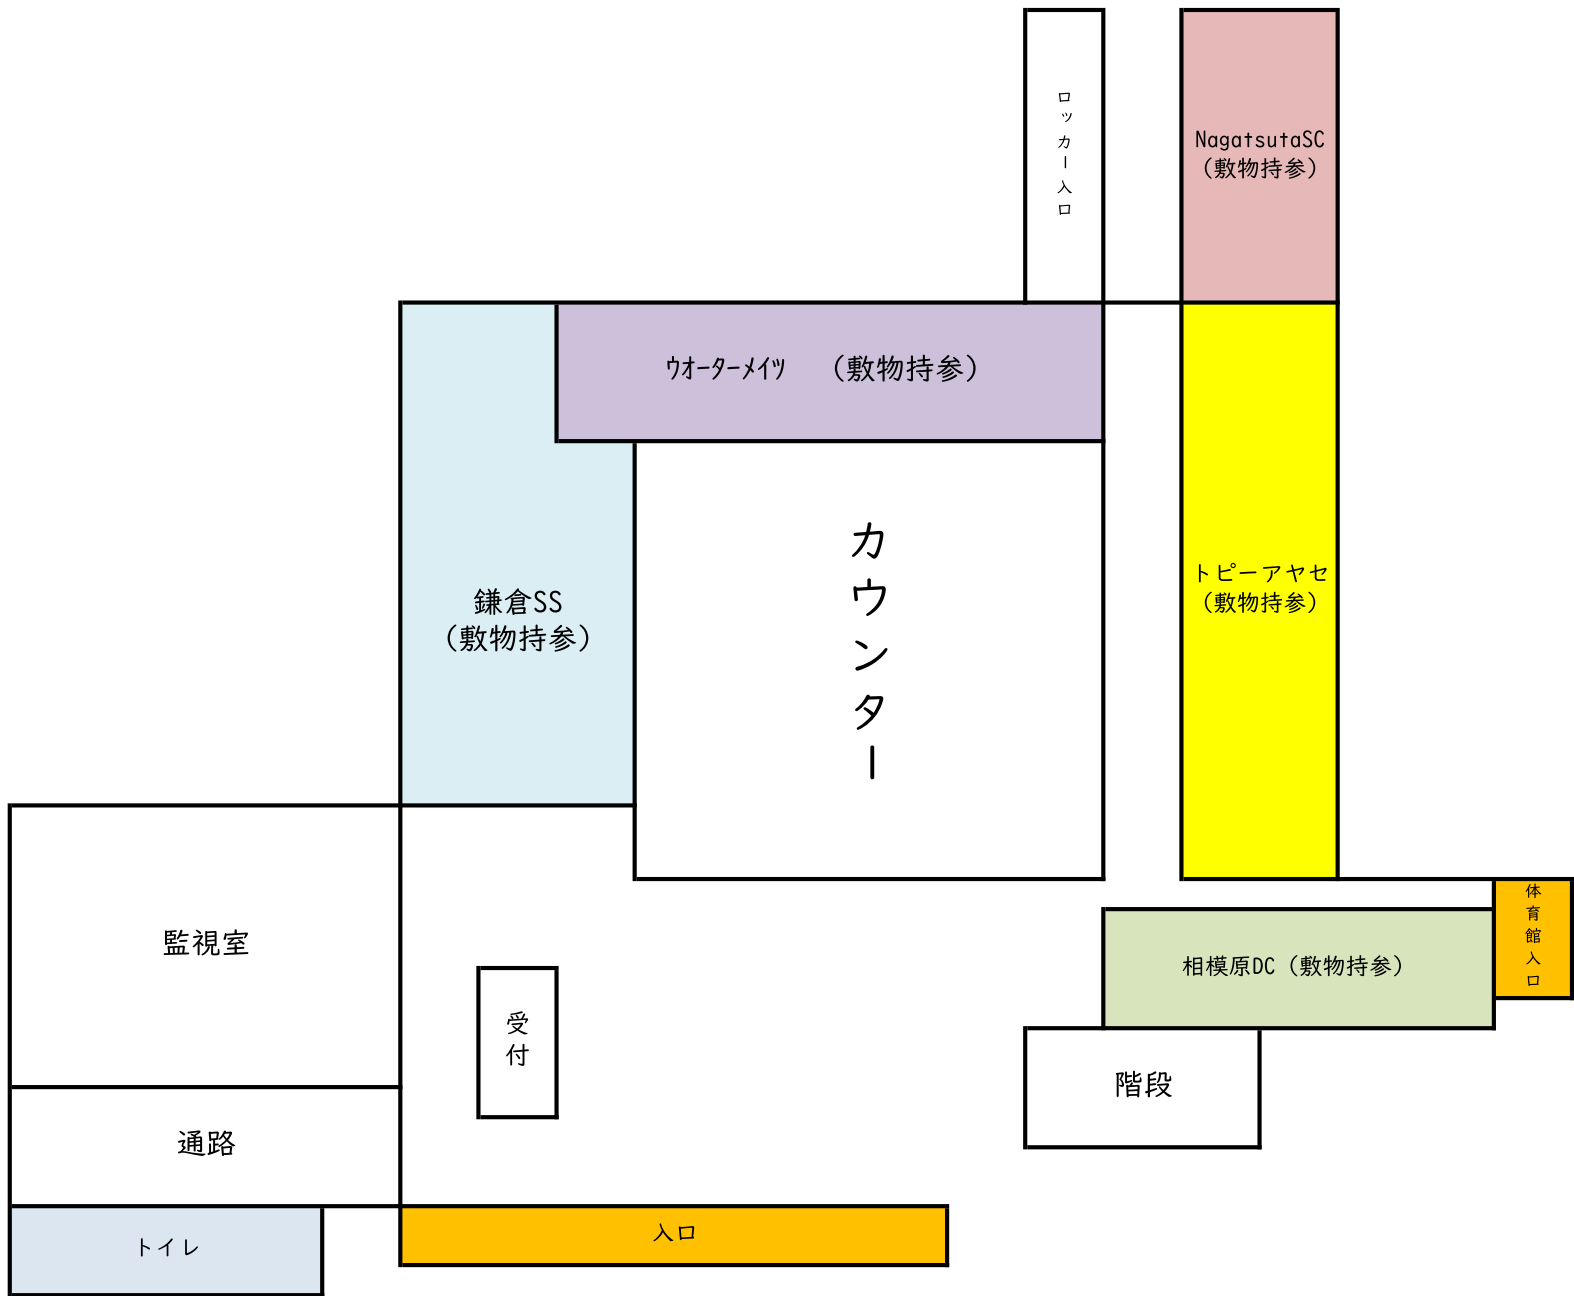 ロッカー入口
NagatsutaSC
（敷物持参）
ｳｵｰﾀｰﾒｲﾂ　（敷物持参）
カウンター
トピーアヤセ
（敷物持参）
鎌倉SS
（敷物持参）
体育館入口
監視室
相模原DC（敷物持参）
受付
階段
通路
入口
トイレ